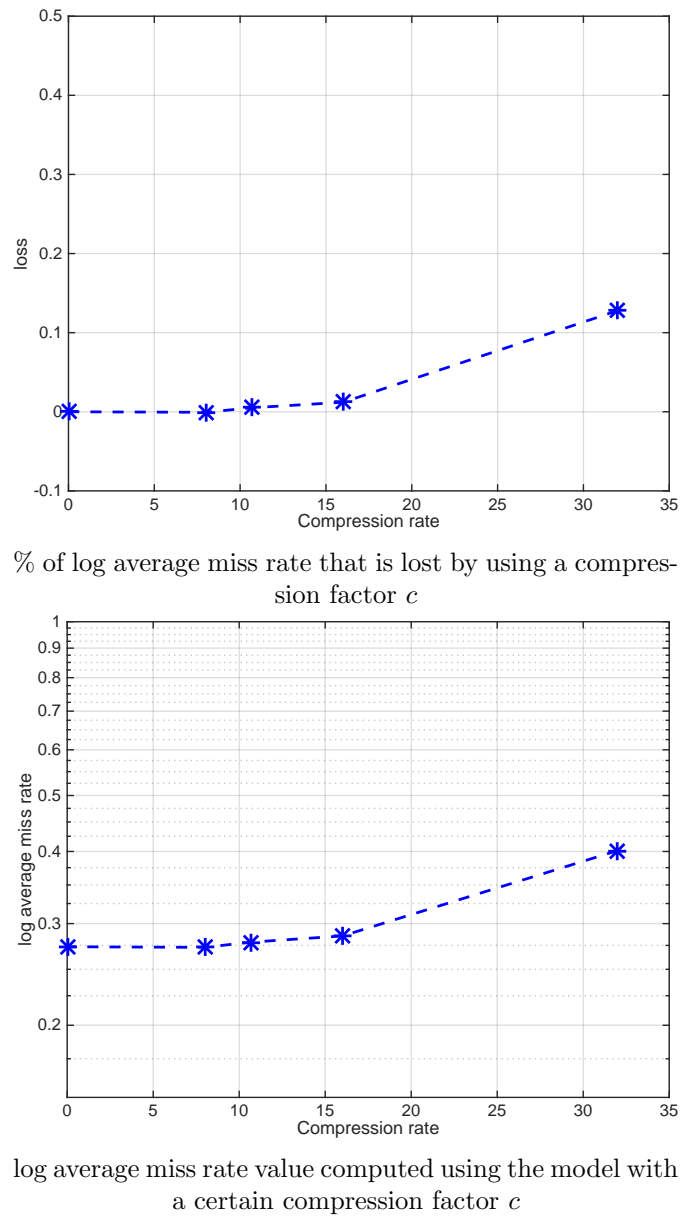 0.5
0.4
0.3
0.2
0.1
0
-0.1
loss
0 5 10 15 20 25 30 35
Compression rate
% of log average miss rate that is lost by using a compres-
sion factor c
1
0.9
0.8
0.7
0.6
0.5
0.4
0.3
0.2
log average miss rate
0 5 10 15 20 25 30 35
Compression rate
log average miss rate value computed using the model with
a certain compression factor c